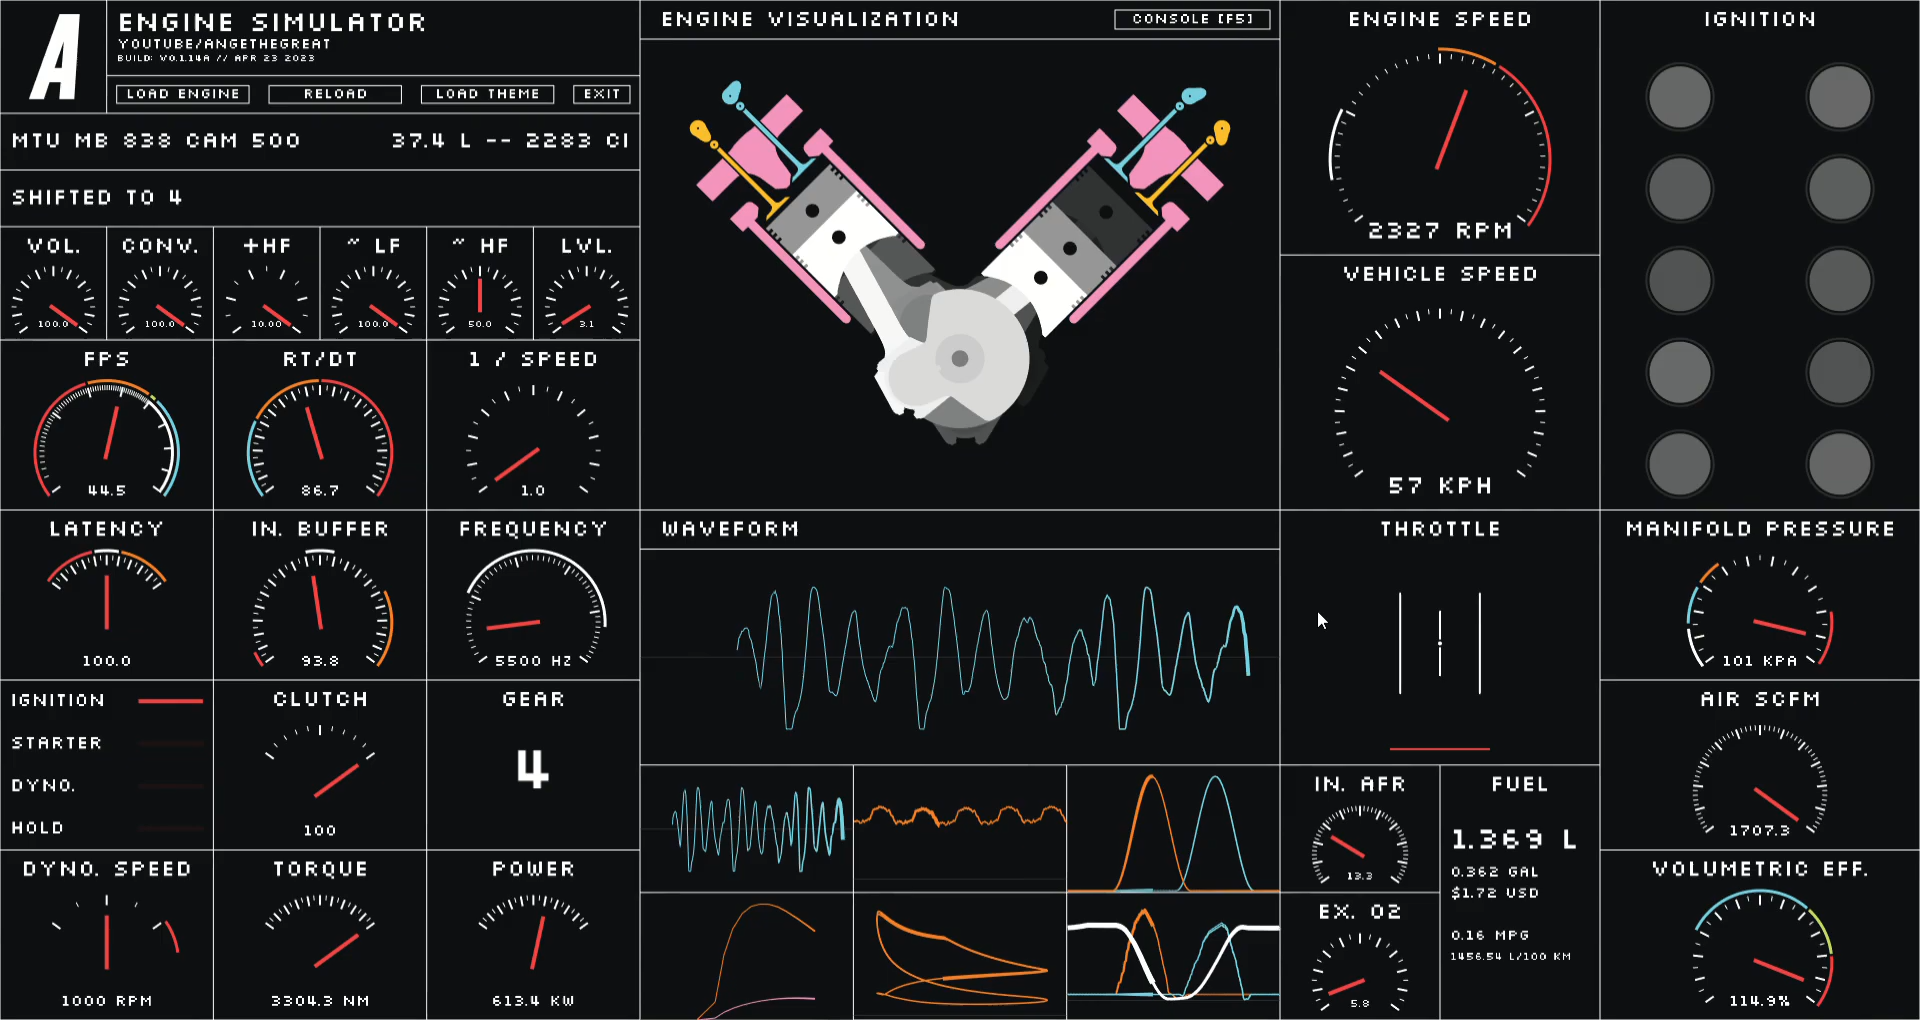 A
ENGINE SIMULATOR
YOUTUBE/ANGETHEGREAT
BUILD: V0.1.14A // APR 23 2023
LOAD ENGINE
RELOAD
LOAD THEME
EXIT
MTU MB 838 CAM 500
37.4 L -- 2283 CI
SHIFTED TO 4
VOL.
100.0
CONV.
100.0
+HF
10.00
~ LF
100.0
~ HF
50.0
LVL.
3.1
FPS
44.5
RT/DT
86.7
1 / SPEED
1.0
LATENCY
100.0
IN. BUFFER
93.8
FREQUENCY
5500 HZ
IGNITION
STARTER
DYNO.
HOLD
CLUTCH
100
GEAR
4
DYNO. SPEED
1000 RPM
TORQUE
3304.3 NM
POWER
613.4 KW
ENGINE VISUALIZATION
CONSOLE [F5]
WAVEFORM
ENGINE SPEED
2327 RPM
VEHICLE SPEED
57 KPH
THROTTLE
IN. AFR
13.3
EX. O2
5.8
FUEL
1.369 L
0.362 GAL
$1.72 USD
0.16 MPG
1456.54 L/100 KM
IGNITION
MANIFOLD PRESSURE
101 KPA
AIR SCFM
1707.3
VOLUMETRIC EFF.
114.9%